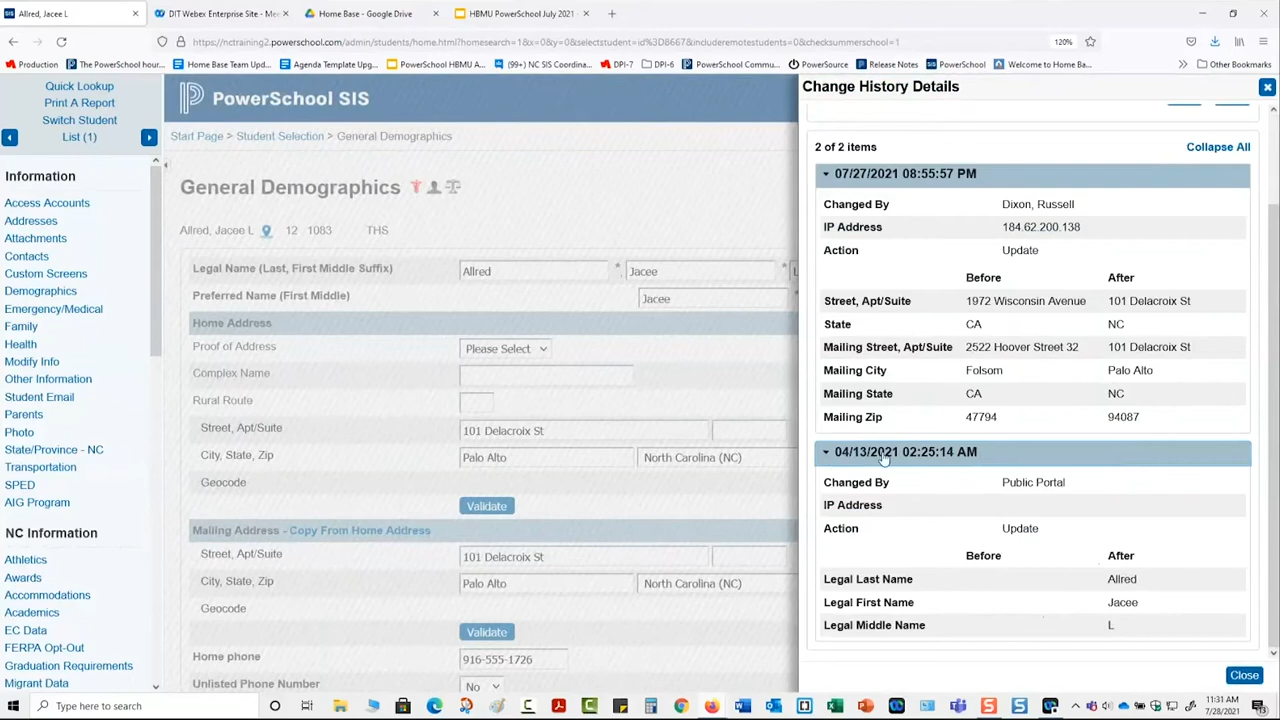 Allred, Jacee L
DIT Webex Enterprise Site - Me
Home Base - Google Drive
HBMU PowerSchool July 2021 -
https://nctraining2.powerschool.com/admin/students/home.html?homesearch=1&x=0&y=0&selectstudent=id%3D8667&includeremotestudents=0&checksummerschool=1
120%
Production
The PowerSchool hour...
Home Base Team Upd...
Agenda Template Upg...
PowerSchool HBMU A...
(99+) NC SIS Coordina...
DPI-7
DPI-6
PowerSchool Commu...
PowerSource
Release Notes
PowerSchool
Welcome to Home Ba...
Other Bookmarks
Quick Lookup
Print A Report
Switch Student
List (1)
Information
Access Accounts
Addresses
Attachments
Contacts
Custom Screens
Demographics
Emergency/Medical
Family
Health
Modify Info
Other Information
Student Email
Parents
Photo
State/Province - NC
Transportation
SPED
AIG Program
NC Information
Athletics
Awards
Accommodations
Academics
EC Data
FERPA Opt-Out
Graduation Requirements
Migrant Data
PowerSchool SIS
Start Page > Student Selection > General Demographics
General Demographics
Allred, Jacee L 12 1083 THS
Legal Name (Last, First Middle Suffix) Allred * Jacee * L
Preferred Name (First Middle) Jacee
Home Address
Proof of Address Please Select
Complex Name
Rural Route
Street, Apt/Suite 101 Delacroix St
City, State, Zip Palo Alto North Carolina (NC)
Geocode
Validate
Mailing Address - Copy From Home Address
Street, Apt/Suite 101 Delacroix St
City, State, Zip Palo Alto North Carolina (NC)
Geocode
Validate
Home phone 916-555-1726
Unlisted Phone Number No
Change History Details
2 of 2 items Collapse All
07/27/2021 08:55:57 PM
Changed By Dixon, Russell
IP Address 184.62.200.138
Action Update
Before After
Street, Apt/Suite 1972 Wisconsin Avenue 101 Delacroix St
State CA NC
Mailing Street, Apt/Suite 2522 Hoover Street 32 101 Delacroix St
Mailing City Folsom Palo Alto
Mailing State CA NC
Mailing Zip 47794 94087
04/13/2021 02:25:14 AM
Changed By Public Portal
IP Address
Action Update
Before After
Legal Last Name Allred
Legal First Name Jacee
Legal Middle Name L
Close
Type here to search
11:31 AM
7/28/2021